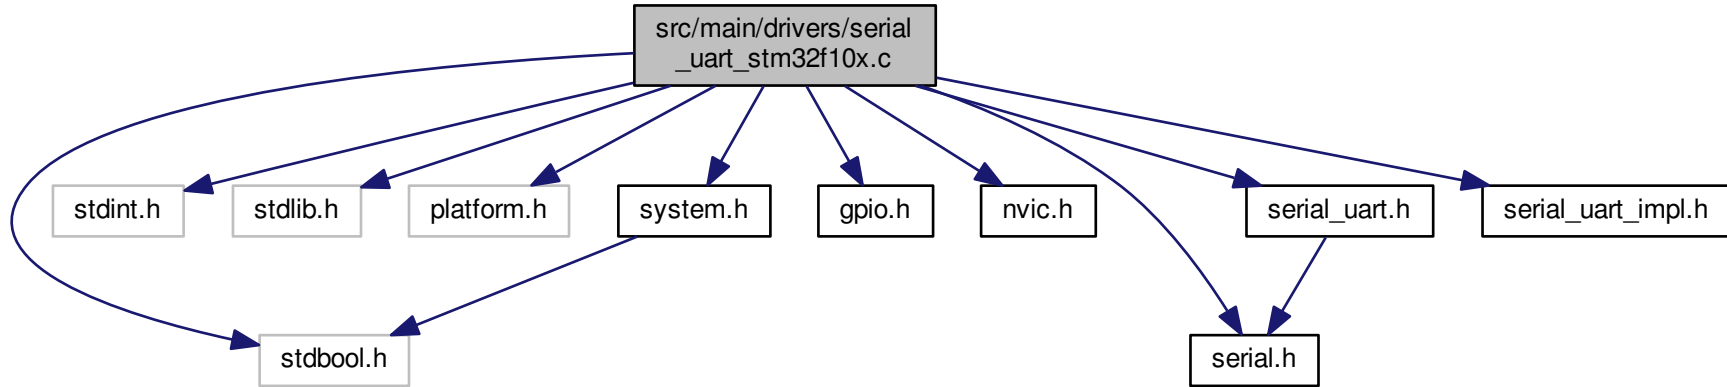 src/main/drivers/serial
_uart_stm32f10x.c
stdint.h
stdlib.h
platform.h
system.h
gpio.h
nvic.h
serial_uart.h
serial_uart_impl.h
stdbool.h
serial.h